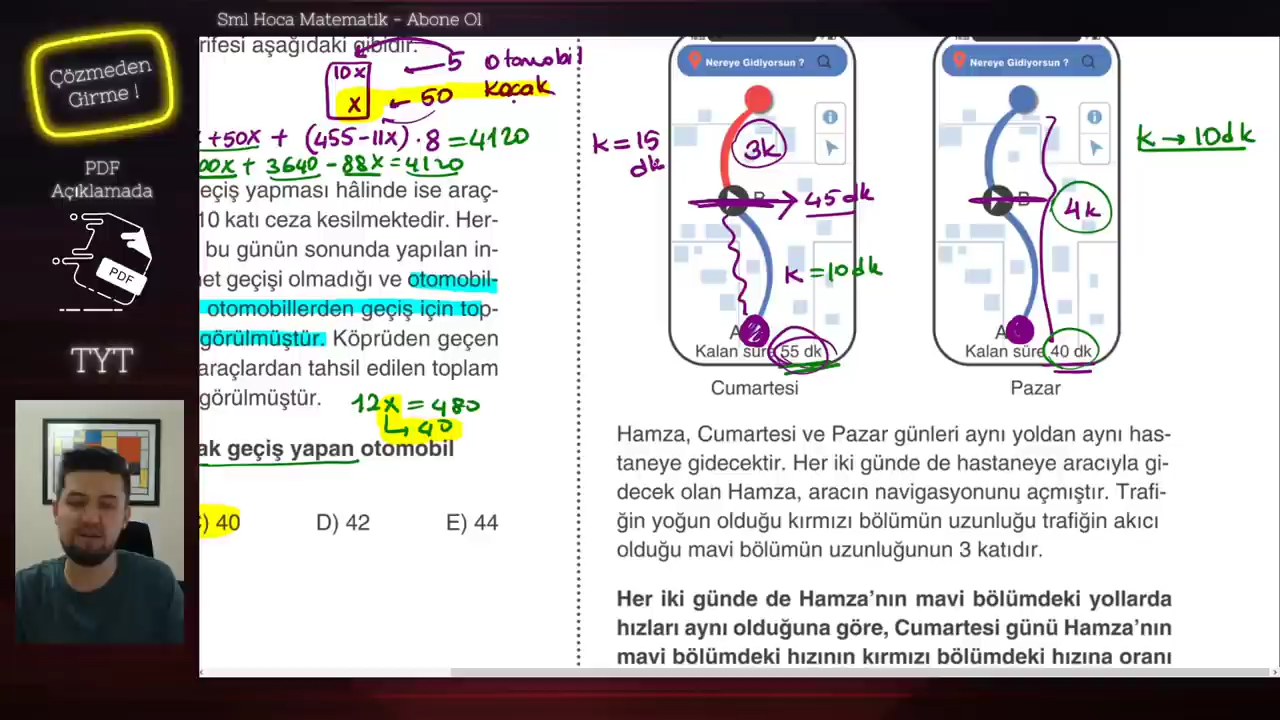 Sml Hoca Matematik - Abone Ol
Çözmeden
Girme !
PDF
Açıklamada
PDF
TYT
rifesi aşağıdaki gibidir:
10x
x
5 otomobil
50 kaçak
x + 50x + (455-11x) · 8 = 4120
00x + 3640 - 88x = 4120
eçiş yapması hâlinde ise araç-
10 katı ceza kesilmektedir. Her-
bu günün sonunda yapılan in-
et geçişi olmadığı ve otomobil-
otomobillerden geçiş için top-
görülmüştür. Köprüden geçen
araçlardan tahsil edilen toplam
görülmüştür.
12x = 480
40
ak geçiş yapan otomobil
) 40 D) 42 E) 44
Nereye Gidiyorsun ?
k = 15
dk
3k
B
45 dk
k = 10 dk
A
Kalan süre 55 dk
Cumartesi
Nereye Gidiyorsun ?
k → 10dk
B
4k
A
Kalan süre 40 dk
Pazar
Hamza, Cumartesi ve Pazar günleri aynı yoldan aynı has-
taneye gidecektir. Her iki günde de hastaneye aracıyla gi-
decek olan Hamza, aracın navigasyonunu açmıştır. Trafi-
ğin yoğun olduğu kırmızı bölümün uzunluğu trafiğin akıcı
olduğu mavi bölümün uzunluğunun 3 katıdır.
Her iki günde de Hamza’nın mavi bölümdeki yollarda
hızları aynı olduğuna göre, Cumartesi günü Hamza’nın
mavi bölümdeki hızının kırmızı bölümdeki hızına oranı